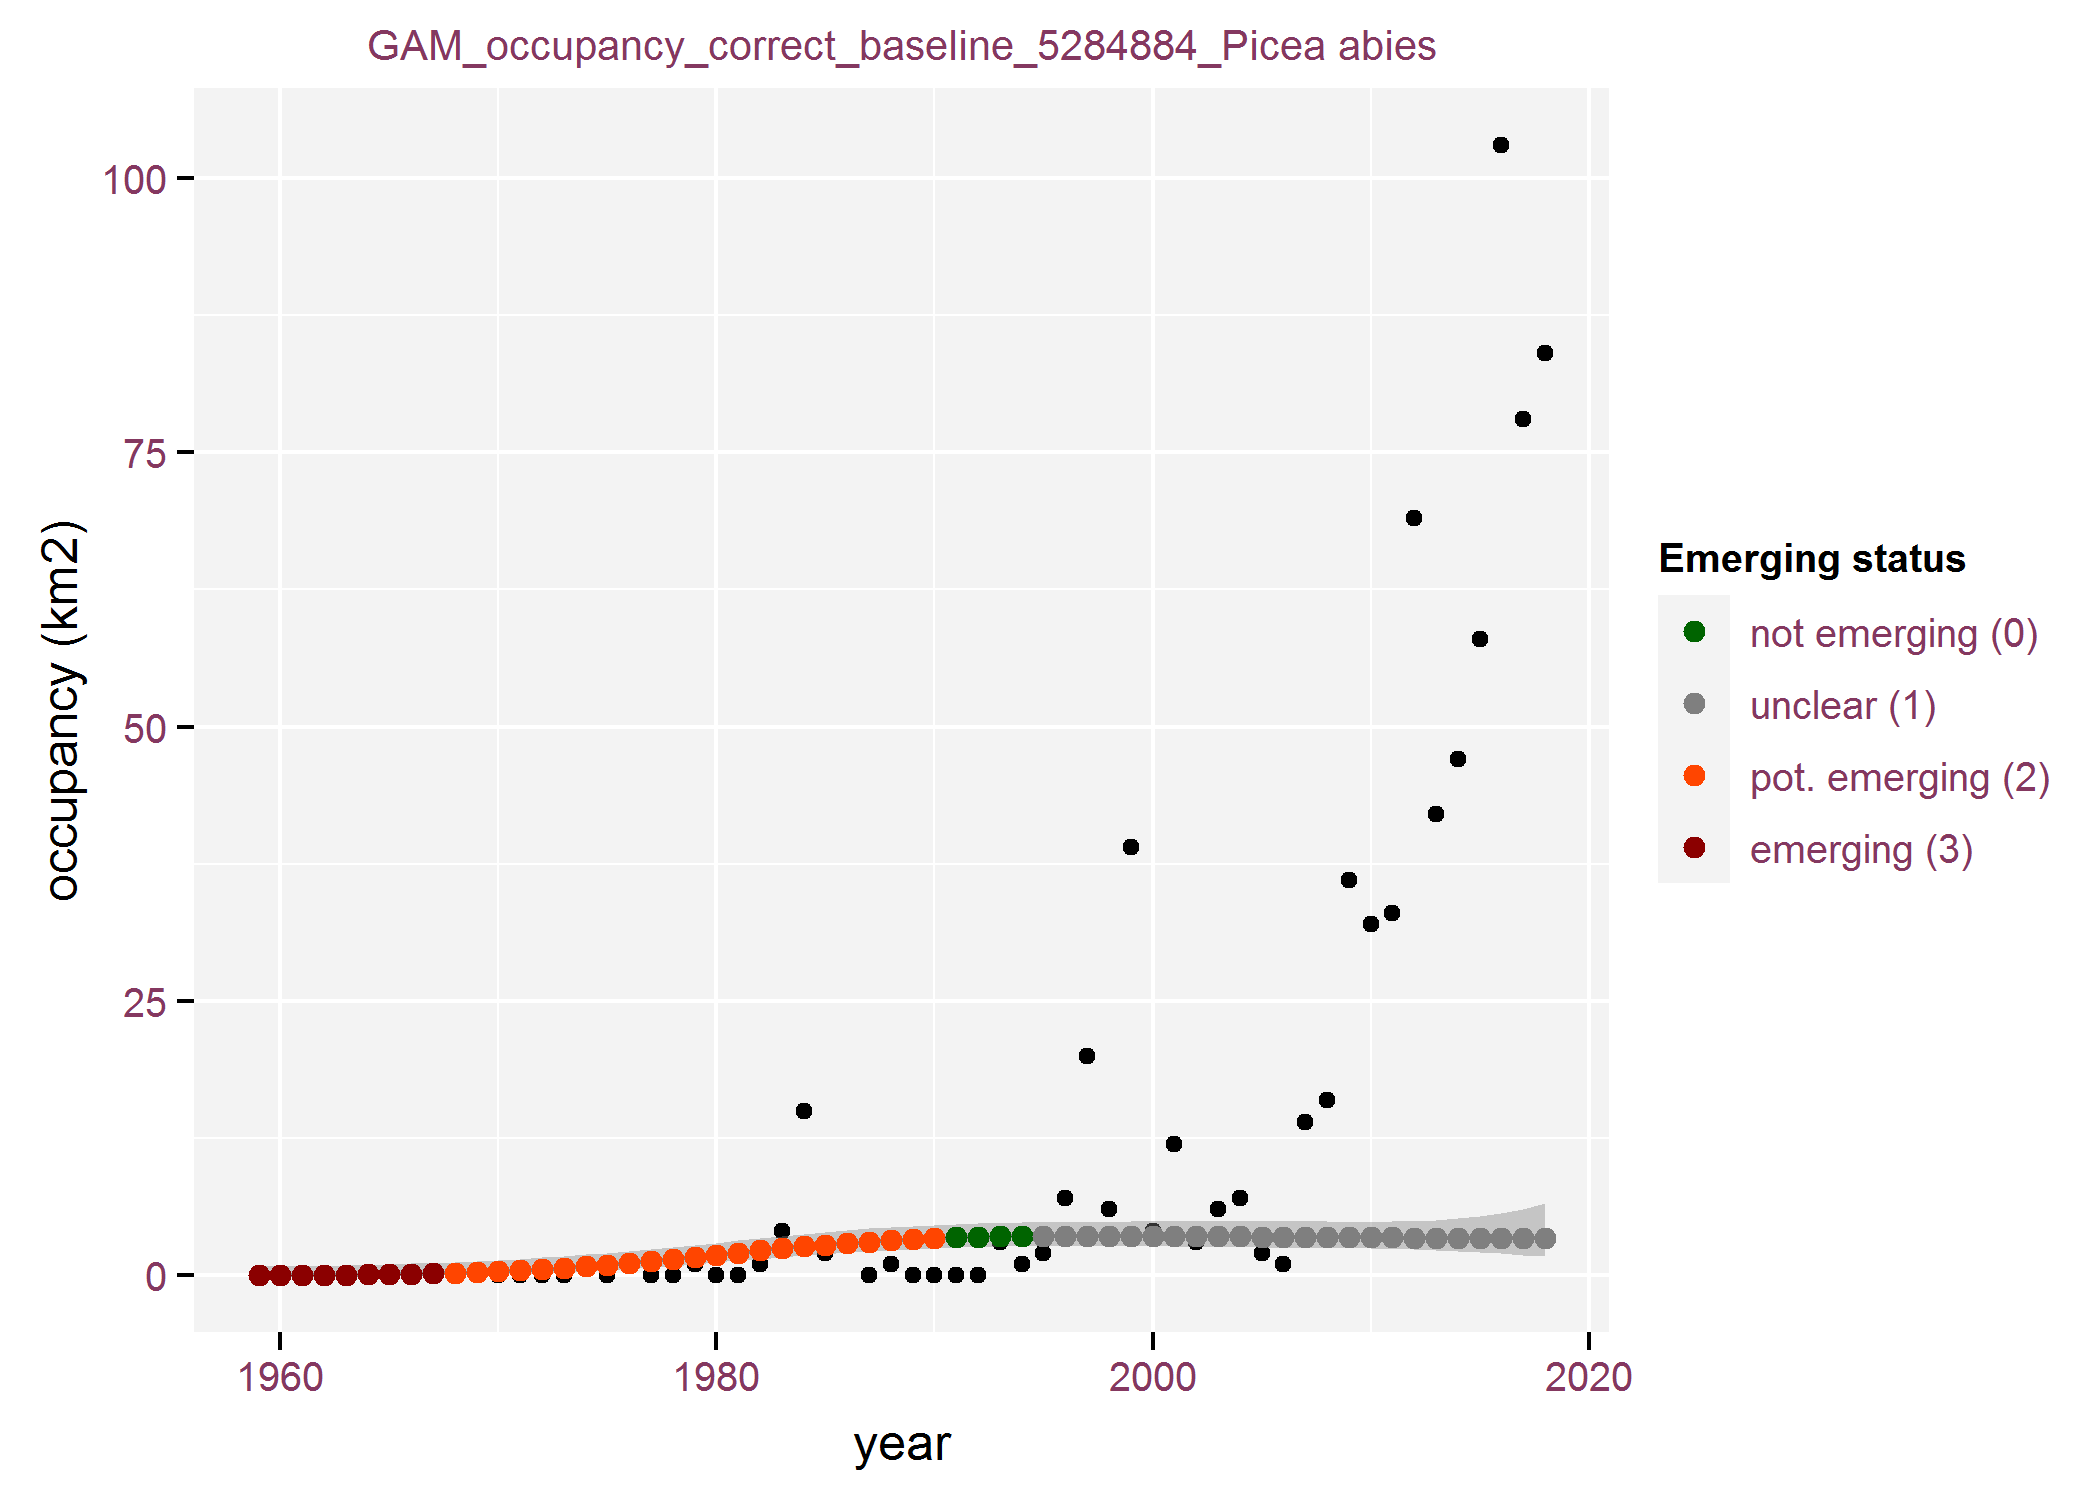 GAM_occupancy_correct_baseline_5284884_Picea abies
100
75
50
25
0
occupancy (km2)
1960 1980 2000 2020
year
Emerging status
not emerging (0)
unclear (1)
pot. emerging (2)
emerging (3)